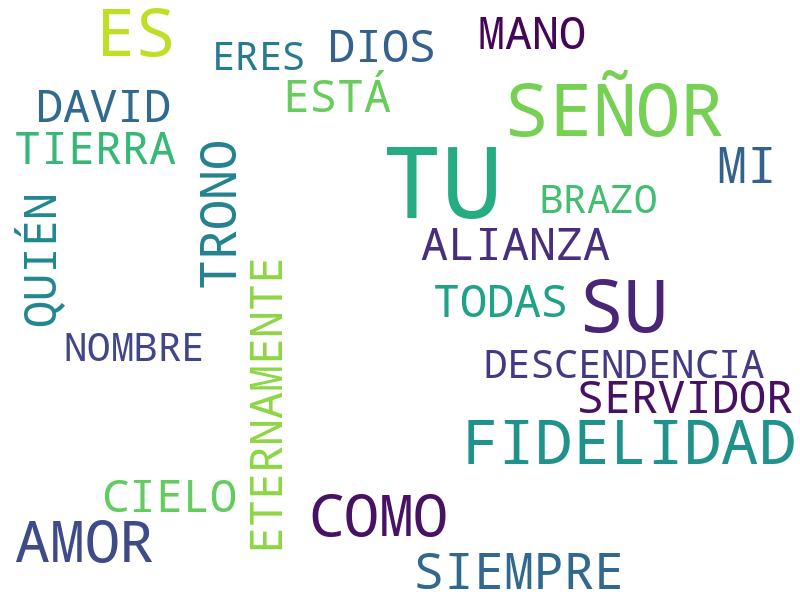 ES
MANO
DIOS
ERES
ESTÁ
SEÑOR
DAVID
TIERRA
TRONO
TU
MI
BRAZO
QUIÉN
ALIANZA
TODAS
SU
ETERNAMENTE
NOMBRE
DESCENDENCIA
SERVIDOR
FIDELIDAD
CIELO
COMO
AMOR
SIEMPRE